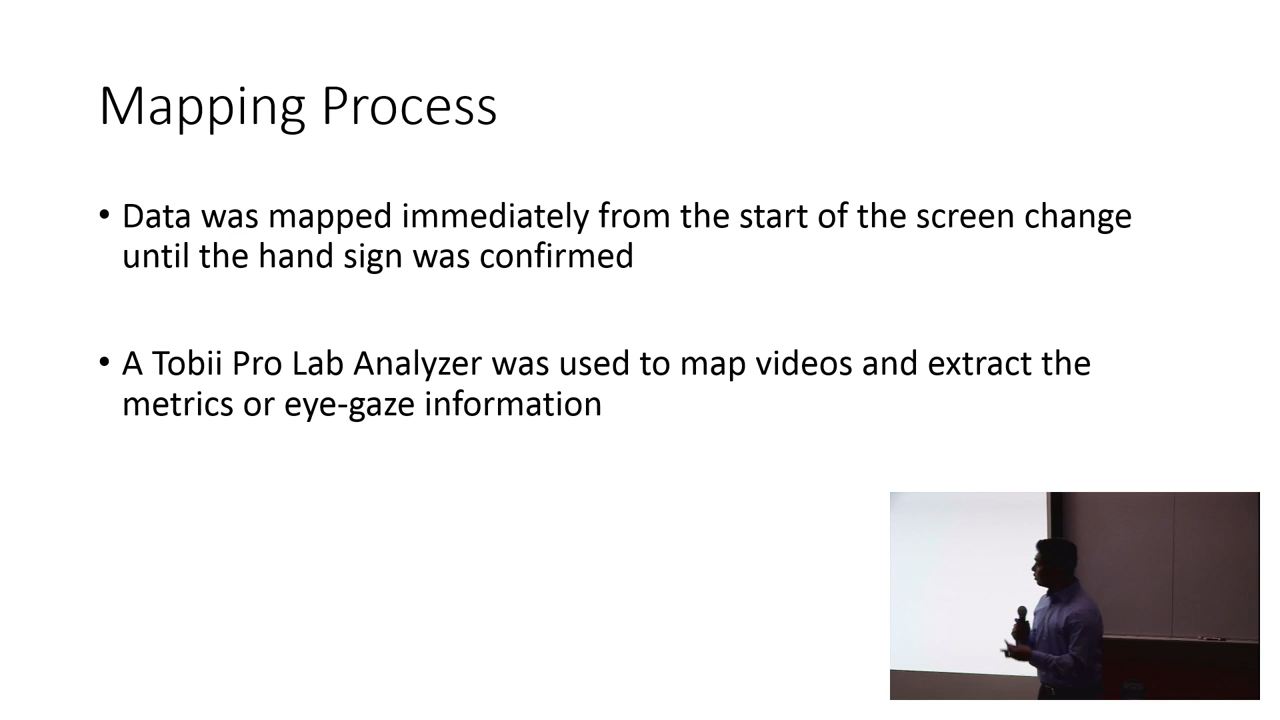 Mapping Process
• Data was mapped immediately from the start of the screen change
until the hand sign was confirmed
• A Tobii Pro Lab Analyzer was used to map videos and extract the
metrics or eye-gaze information